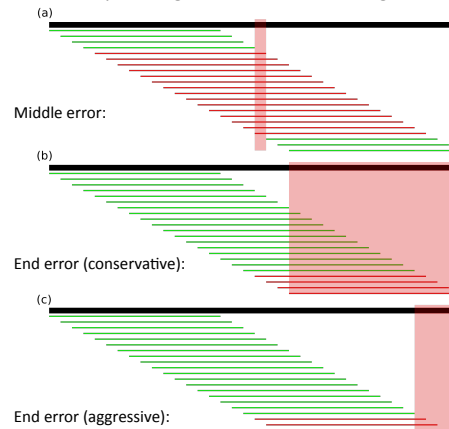 (a)
Middle error:
(b)
End error (conservative):
(c)
End error (aggressive):